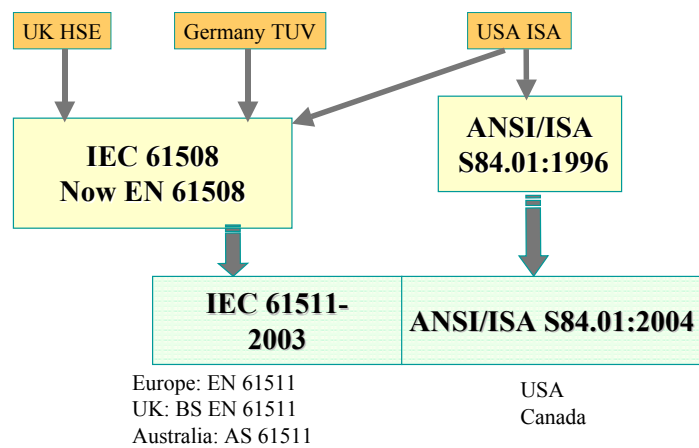 UK HSE
Germany TUV
USA ISA
IEC 61508
Now EN 61508
ANSI/ISA
S84.01:1996
IEC 61511-
2003
ANSI/ISA S84.01:2004
Europe: EN 61511
UK: BS EN 61511
Australia: AS 61511
USA
Canada